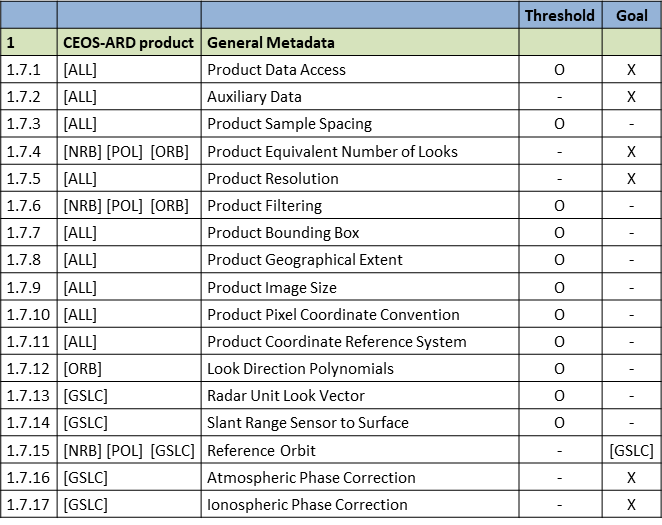 Threshold Goal
1 CEOS-ARD product General Metadata
1.7.1 [ALL] Product Data Access O X
1.7.2 [ALL] Auxiliary Data - X
1.7.3 [ALL] Product Sample Spacing O -
1.7.4 [NRB] [POL] [ORB] Product Equivalent Number of Looks - X
1.7.5 [ALL] Product Resolution - X
1.7.6 [NRB] [POL] [ORB] Product Filtering O -
1.7.7 [ALL] Product Bounding Box O -
1.7.8 [ALL] Product Geographical Extent O -
1.7.9 [ALL] Product Image Size O -
1.7.10 [ALL] Product Pixel Coordinate Convention O -
1.7.11 [ALL] Product Coordinate Reference System O -
1.7.12 [ORB] Look Direction Polynomials O -
1.7.13 [GSLC] Radar Unit Look Vector O -
1.7.14 [GSLC] Slant Range Sensor to Surface O -
1.7.15 [NRB] [POL] [GSLC] Reference Orbit - [GSLC]
1.7.16 [GSLC] Atmospheric Phase Correction - X
1.7.17 [GSLC] Ionospheric Phase Correction - X